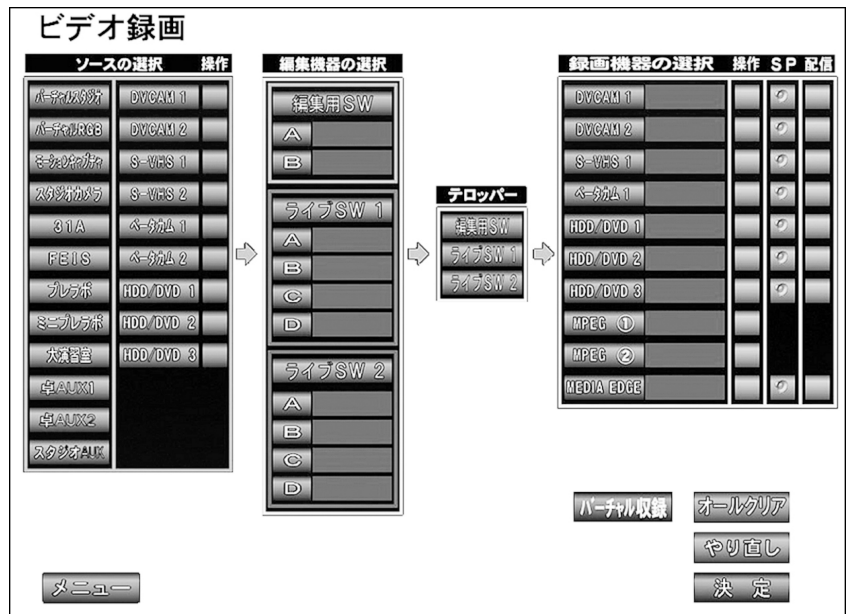 ビデオ録画
ソースの選択 操作
バーチャルスタジオ DVCAM 1
バーチャルRGB DVCAM 2
モーションキャプティ S-VHS 1
スタジオカメラ S-VHS 2
31A ベータカム 1
FEIS ベータカム 2
プレラボ HDD/DVD 1
ミニプレラボ HDD/DVD 2
大演習室 HDD/DVD 3
卓AUX1
卓AUX2
スタジオAUX
編集機器の選択
編集用SW
A
B
ライブSW 1
A
B
C
D
ライブSW 2
A
B
C
D
テロッパー
編集用SW
ライブSW 1
ライブSW 2
録画機器の選択 操作 SP 配信
DVCAM 1
DVCAM 2
S-VHS 1
ベータカム 1
HDD/DVD 1
HDD/DVD 2
HDD/DVD 3
MPEG ①
MPEG ②
MEDIA EDGE
バーチャル収録 オールクリア
やり直し
メニュー 決 定